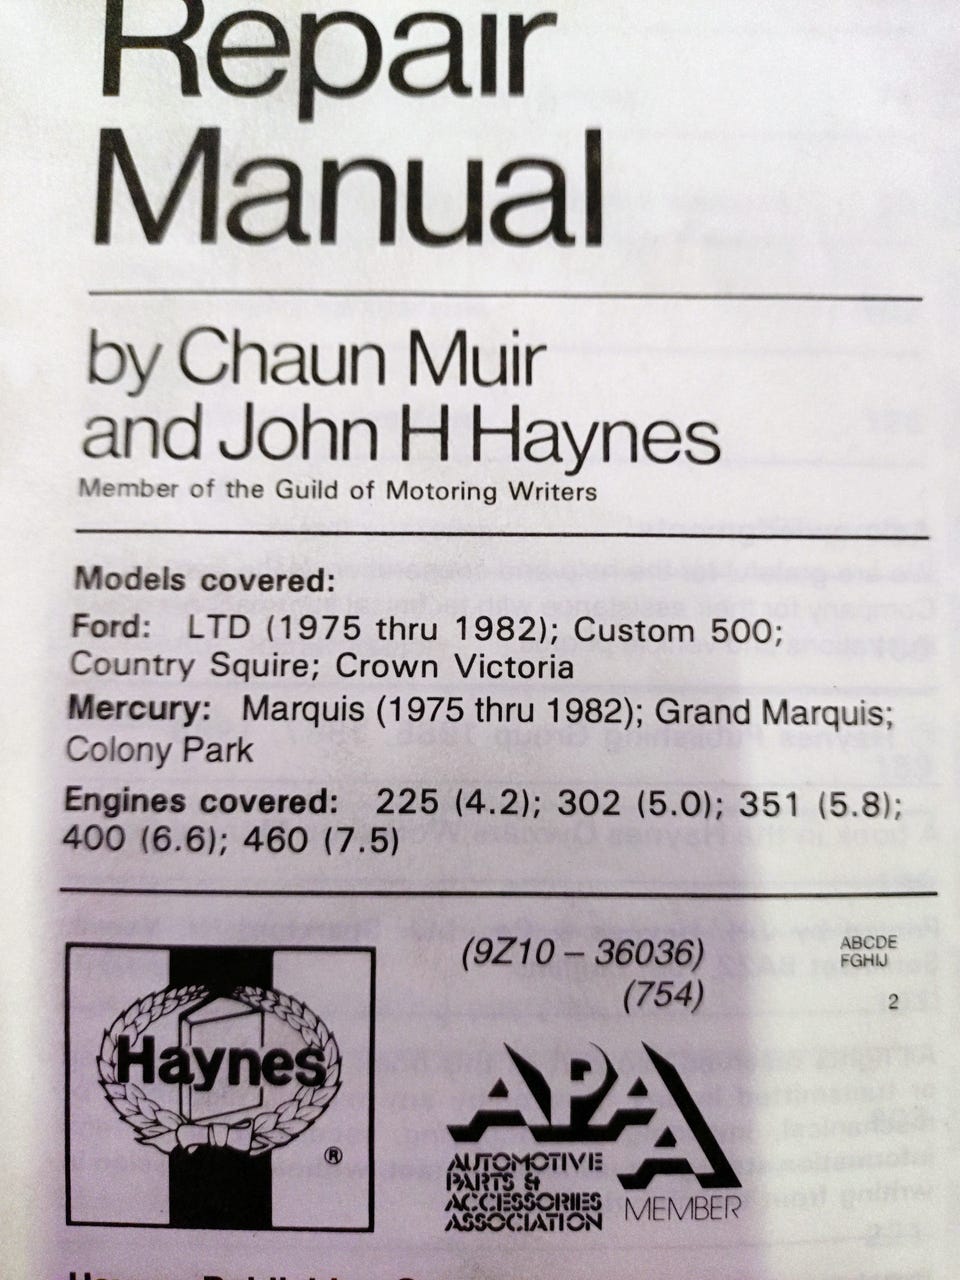 Repair
Manual
by Chaun Muir
and John H Haynes
Member of the Guild of Motoring Writers
Models covered:
Ford: LTD (1975 thru 1982); Custom 500;
Country Squire; Crown Victoria
Mercury: Marquis (1975 thru 1982); Grand Marquis;
Colony Park
Engines covered: 225 (4.2); 302 (5.0); 351 (5.8);
400 (6.6); 460 (7.5)
(9Z10 – 36036)
(754)
ABCDE
FGHIJ
2
Haynes
®
APAA
AUTOMOTIVE
PARTS &
ACCESSORIES
ASSOCIATION
MEMBER